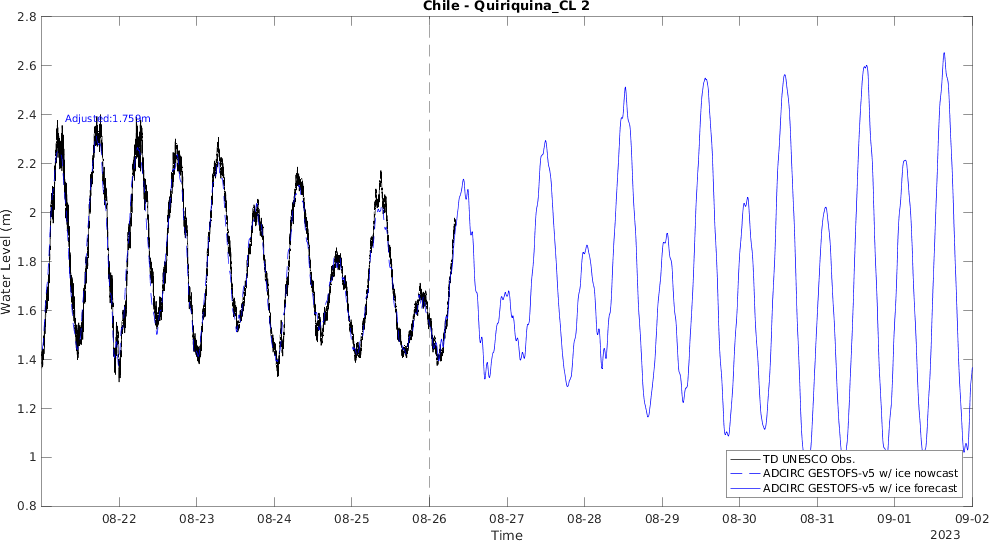 Chile - Quiriquina_CL 2
2.8
2.6
2.4
2.2
2
1.8
1.6
1.4
1.2
1
0.8
Water Level (m)
Adjusted:1.759m
TD UNESCO Obs.
ADCIRC GESTOFS-v5 w/ ice nowcast
ADCIRC GESTOFS-v5 w/ ice forecast
08-22 08-23 08-24 08-25 08-26 08-27 08-28 08-29 08-30 08-31 09-01 09-02
Time
2023